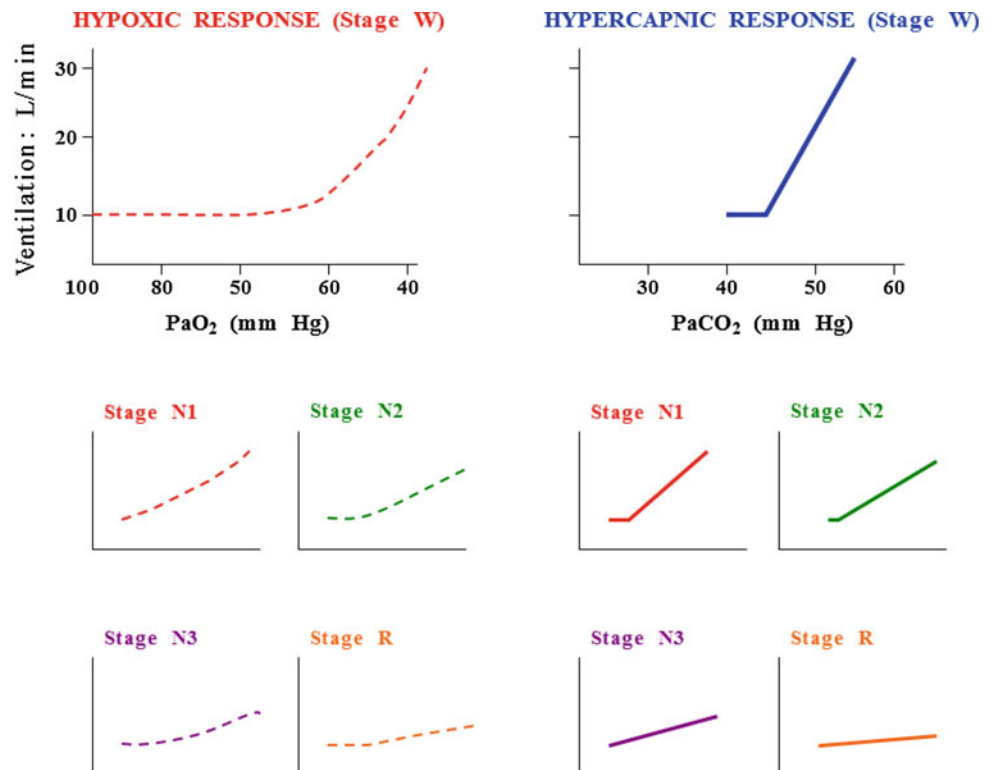 HYPOXIC RESPONSE (Stage W)
HYPERCAPNIC RESPONSE (Stage W)
Ventilation: L/min
30
20
10
100 80 50 60 40
PaO₂ (mm Hg)
30 40 50 60
PaCO₂ (mm Hg)
Stage N1
Stage N2
Stage N1
Stage N2
Stage N3
Stage R
Stage N3
Stage R